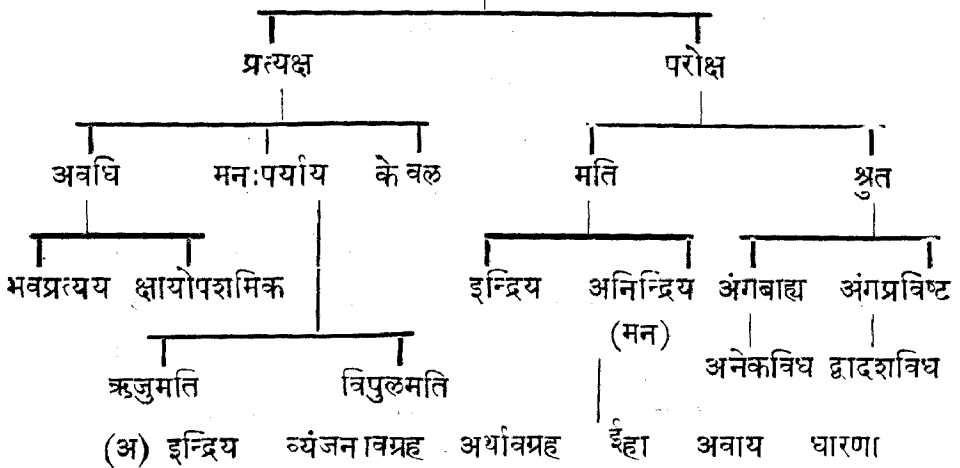 प्रत्यक्ष परोक्ष
अवधि मनःपर्याय केवल मति श्रुत
भवप्रत्यय क्षायोपशमिक इन्द्रिय अनिन्द्रिय अंगबाह्य अंगप्रविष्ट
(मन)
अनेकविध द्वादशविध
ऋजुमति विपुलमति
(अ) इन्द्रिय व्यंजनावग्रह अर्थावग्रह ईहा अवाय धारणा